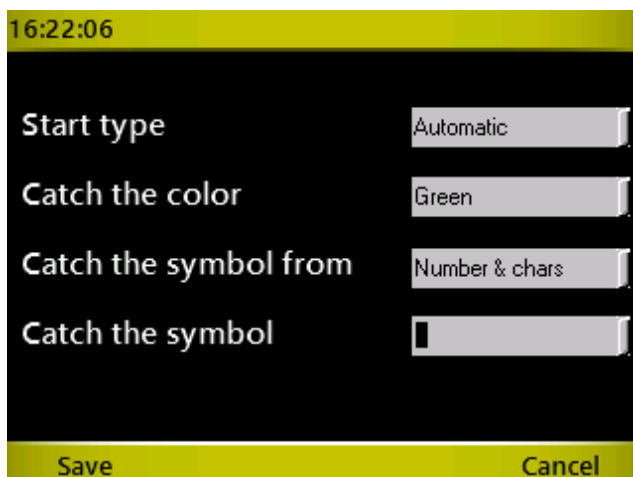 16:22:06
Start type Automatic
Catch the color Green
Catch the symbol from Number & chars
Catch the symbol
Save Cancel